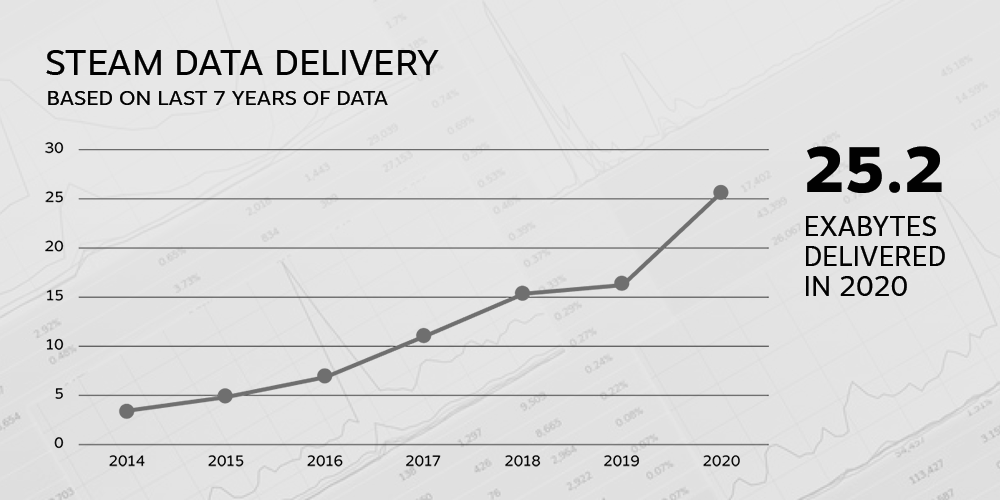 STEAM DATA DELIVERY
BASED ON LAST 7 YEARS OF DATA
30
25
20
15
10
5
0
2014 2015 2016 2017 2018 2019 2020
25.2
EXABYTES
DELIVERED
IN 2020